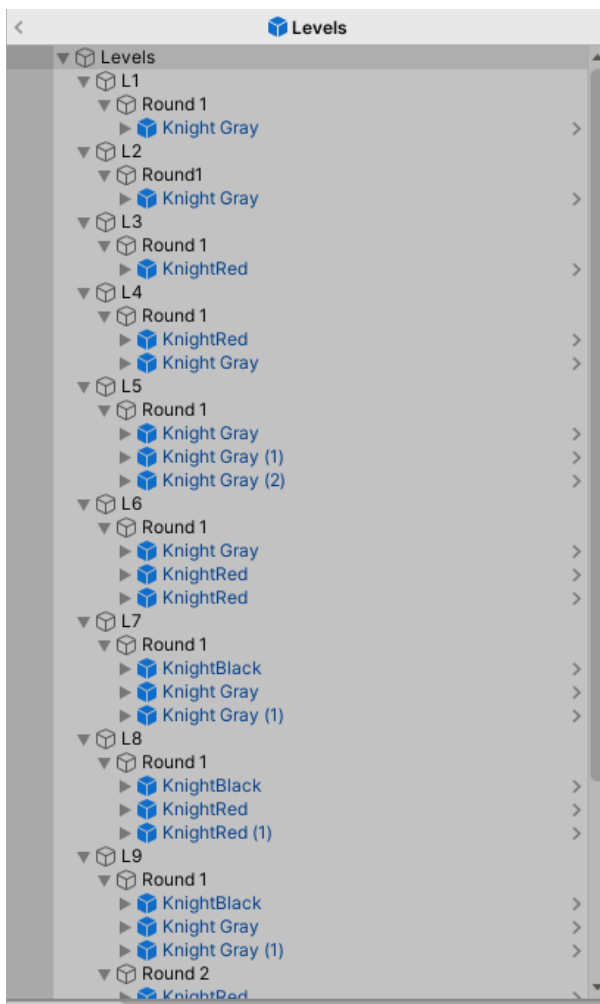 Levels
Levels
L1
Round 1
Knight Gray
L2
Round1
Knight Gray
L3
Round 1
KnightRed
L4
Round 1
KnightRed
Knight Gray
L5
Round 1
Knight Gray
Knight Gray (1)
Knight Gray (2)
L6
Round 1
Knight Gray
KnightRed
KnightRed
L7
Round 1
KnightBlack
Knight Gray
Knight Gray (1)
L8
Round 1
KnightBlack
KnightRed
KnightRed (1)
L9
Round 1
KnightBlack
Knight Gray
Knight Gray (1)
Round 2
KnightRed